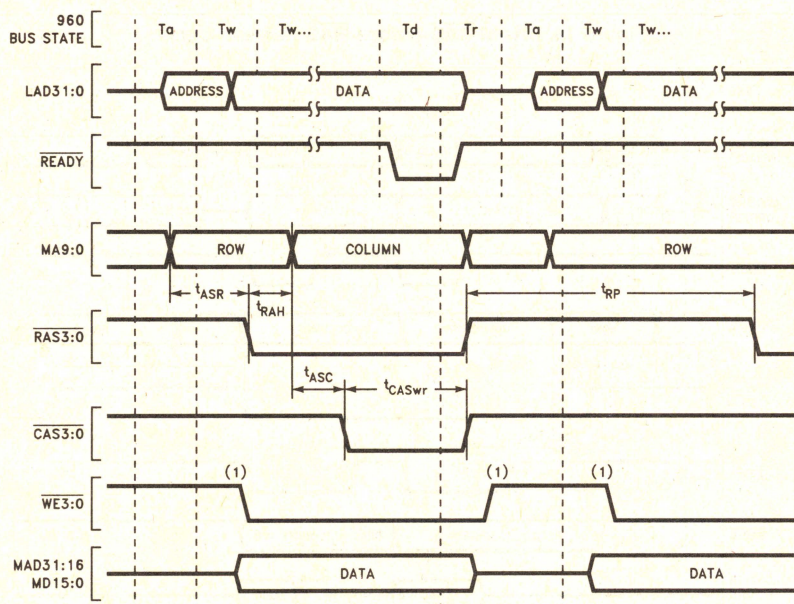 960
BUS STATE
Ta Tw Tw... Td Tr Ta Tw Tw...
LAD31:0 ADDRESS DATA ADDRESS DATA
READY
MA9:0 ROW COLUMN ROW
tASR tRAH tRP
RAS3:0
tASC tCASwr
CAS3:0
(1) (1) (1)
WE3:0
MAD31:16
MD15:0 DATA DATA